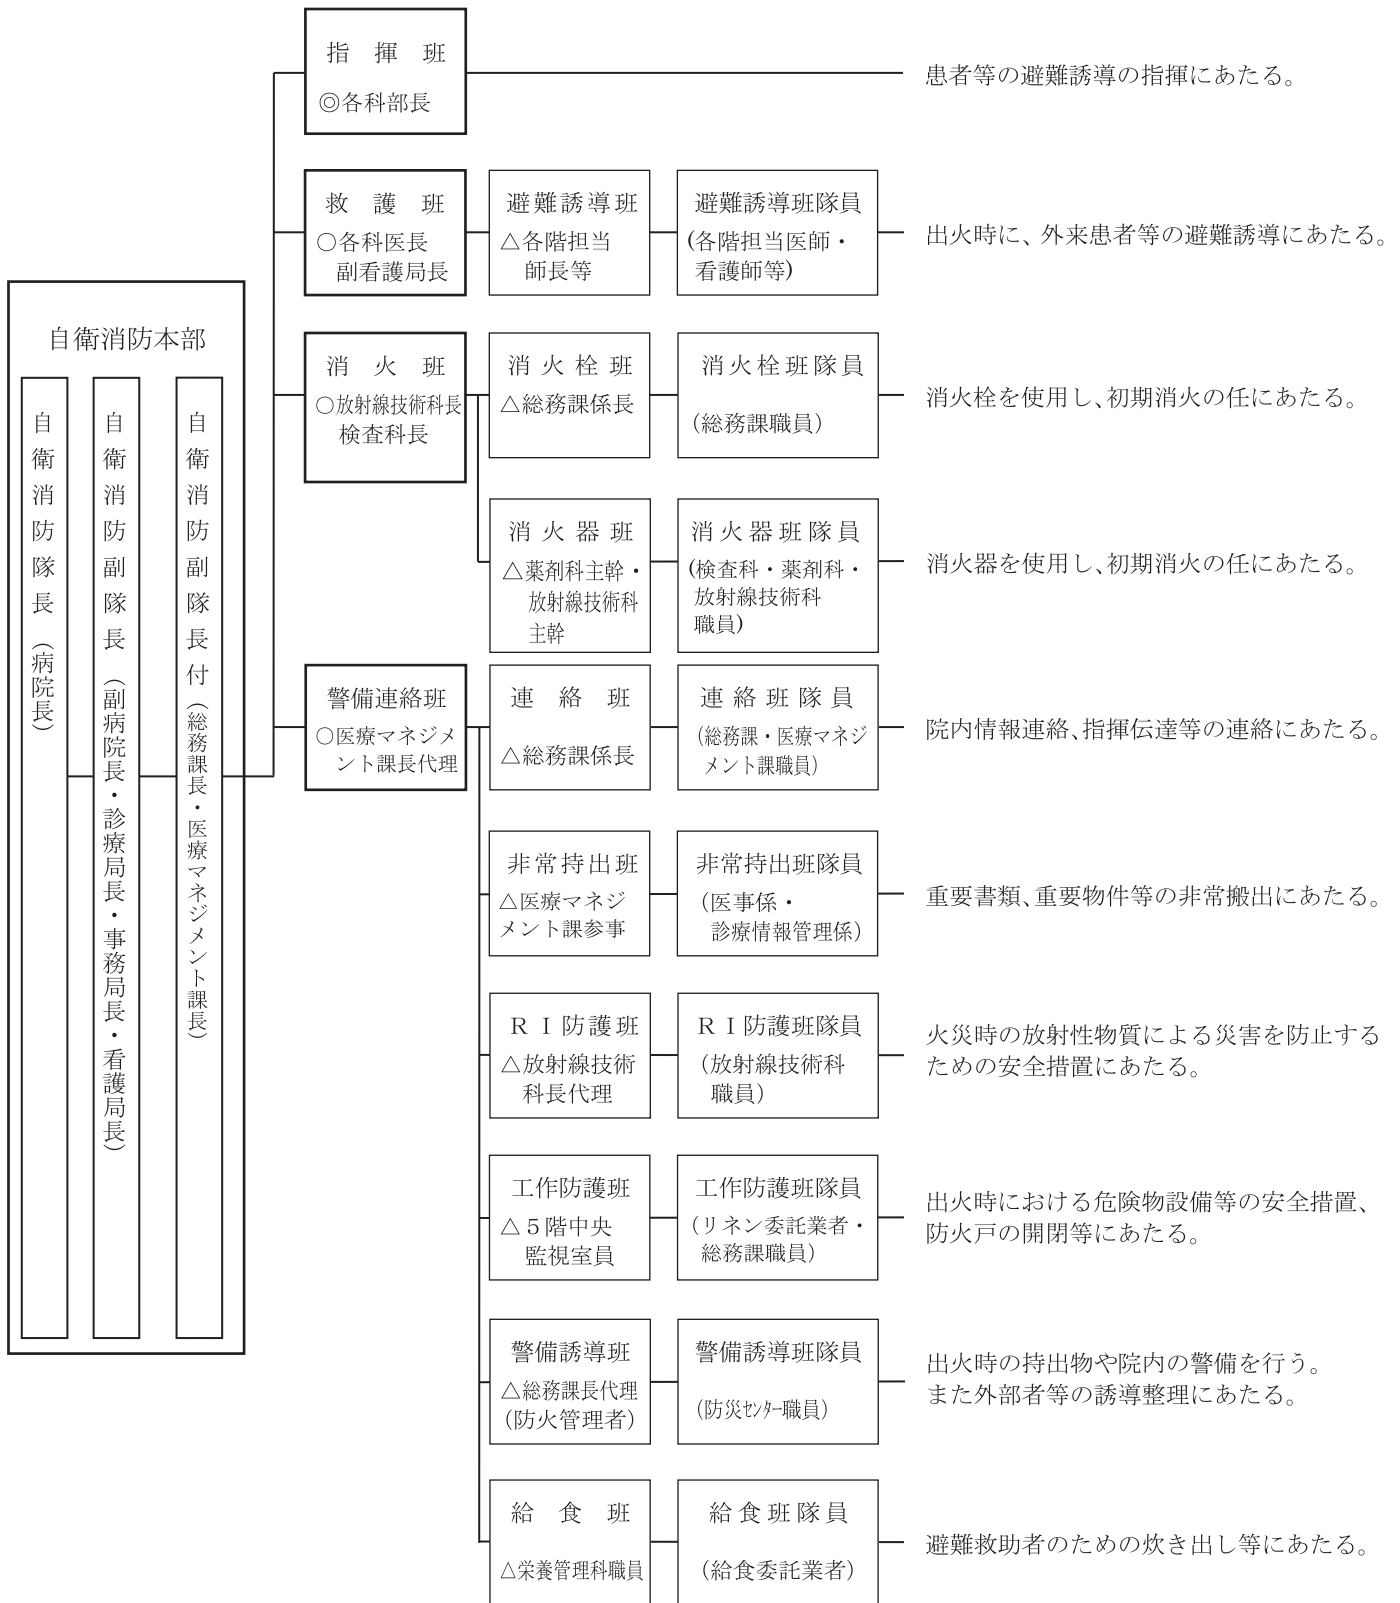 指揮班
◎各科部長
患者等の避難誘導の指揮にあたる。
救護班
○各科医長
副看護局長
避難誘導班
△各階担当
師長等
避難誘導班隊員
(各階担当医師・
看護師等)
出火時に、外来患者等の避難誘導にあたる。
自衛消防本部
自衛消防隊長（病院長）
自衛消防副隊長（副病院長・診療局長・事務局長・看護局長）
自衛消防副隊長付（総務課長・医療マネジメント課長）
消火班
○放射線技術科長
検査科長
消火栓班
△総務課係長
消火栓班隊員
（総務課職員）
消火栓を使用し、初期消火の任にあたる。
消火器班
△薬剤科主幹・
放射線技術科
主幹
消火器班隊員
(検査科・薬剤科・
放射線技術科
職員)
消火器を使用し、初期消火の任にあたる。
警備連絡班
○医療マネジメ
ント課長代理
連絡班
△総務課係長
連絡班隊員
（総務課・医療マネジ
メント課職員）
院内情報連絡、指揮伝達等の連絡にあたる。
非常持出班
△医療マネジ
メント課参事
非常持出班隊員
（医事係・
診療情報管理係）
重要書類、重要物件等の非常搬出にあたる。
ＲＩ防護班
△放射線技術
科長代理
ＲＩ防護班隊員
（放射線技術科
職員）
火災時の放射性物質による災害を防止する
ための安全措置にあたる。
工作防護班
△５階中央
監視室員
工作防護班隊員
（リネン委託業者・
総務課職員）
出火時における危険物設備等の安全措置、
防火戸の開閉等にあたる。
警備誘導班
△総務課長代理
（防火管理者）
警備誘導班隊員
（防災ｾﾝﾀｰ職員）
出火時の持出物や院内の警備を行う。
また外部者等の誘導整理にあたる。
給食班
△栄養管理科職員
給食班隊員
（給食委託業者）
避難救助者のための炊き出し等にあたる。